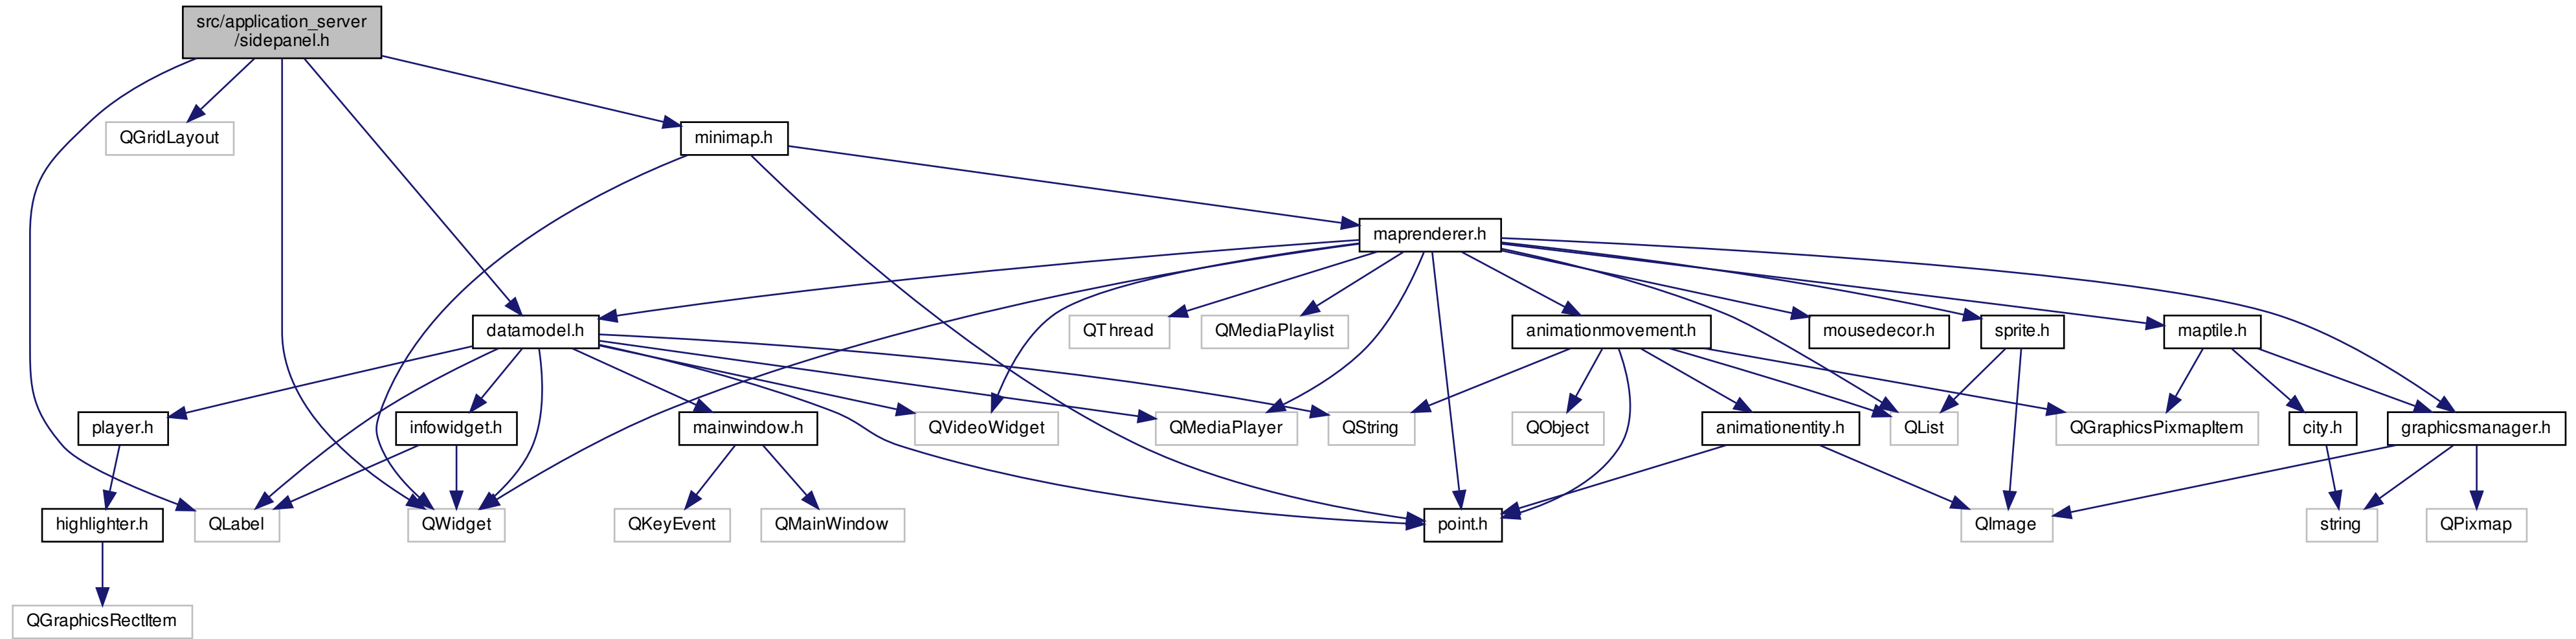 src/application_server
/sidepanel.h
QGridLayout
minimap.h
maprenderer.h
datamodel.h
QThread
QMediaPlaylist
animationmovement.h
mousedecor.h
sprite.h
maptile.h
player.h
infowidget.h
mainwindow.h
QVideoWidget
QMediaPlayer
QString
QObject
animationentity.h
QList
QGraphicsPixmapItem
city.h
graphicsmanager.h
highlighter.h
QLabel
QWidget
QKeyEvent
QMainWindow
point.h
QImage
string
QPixmap
QGraphicsRectItem